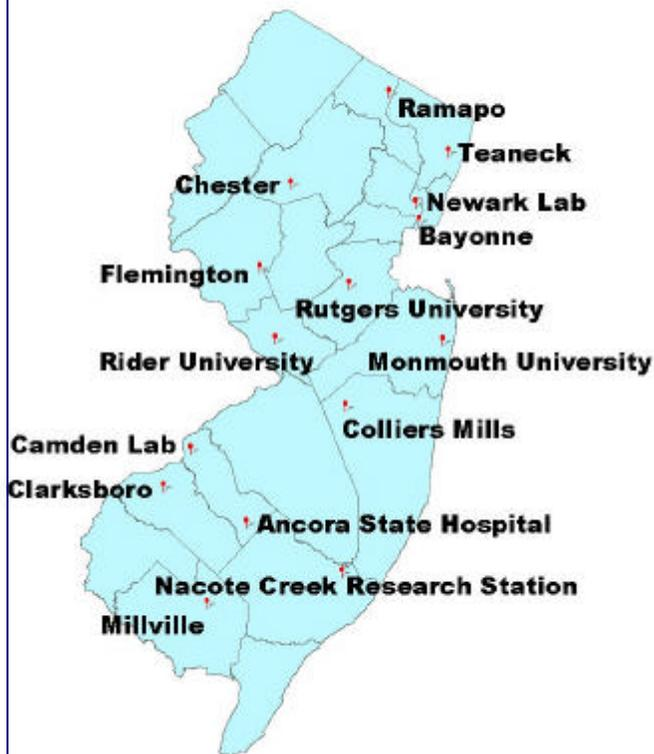 Ramapo
Teaneck
Chester
Newark Lab
Bayonne
Flemington
Rutgers University
Rider University
Monmouth University
Colliers Mills
Camden Lab
Clarksboro
Ancora State Hospital
Nacote Creek Research Station
Millville